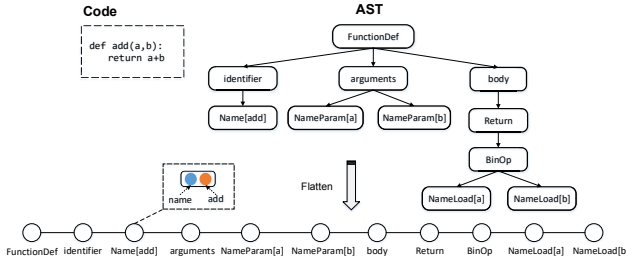 Code
AST
def add(a,b):
return a+b
FunctionDef
identifier
arguments
body
Name[add]
NameParam[a]
NameParam[b]
Return
BinOp
NameLoad[a]
NameLoad[b]
name
add
Flatten
FunctionDef identifier Name[add] arguments NameParam[a] NameParam[b] body Return BinOp NameLoad[a] NameLoad[b